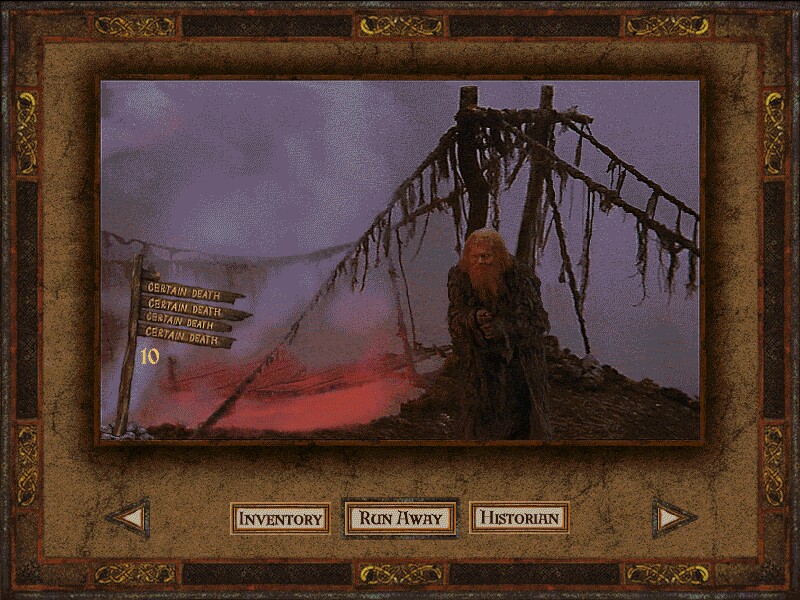 CERTAIN DEATH
CERTAIN DEATH
CERTAIN DEATH
CERTAIN DEATH
10
INVENTORY
RUN AWAY
HISTORIAN